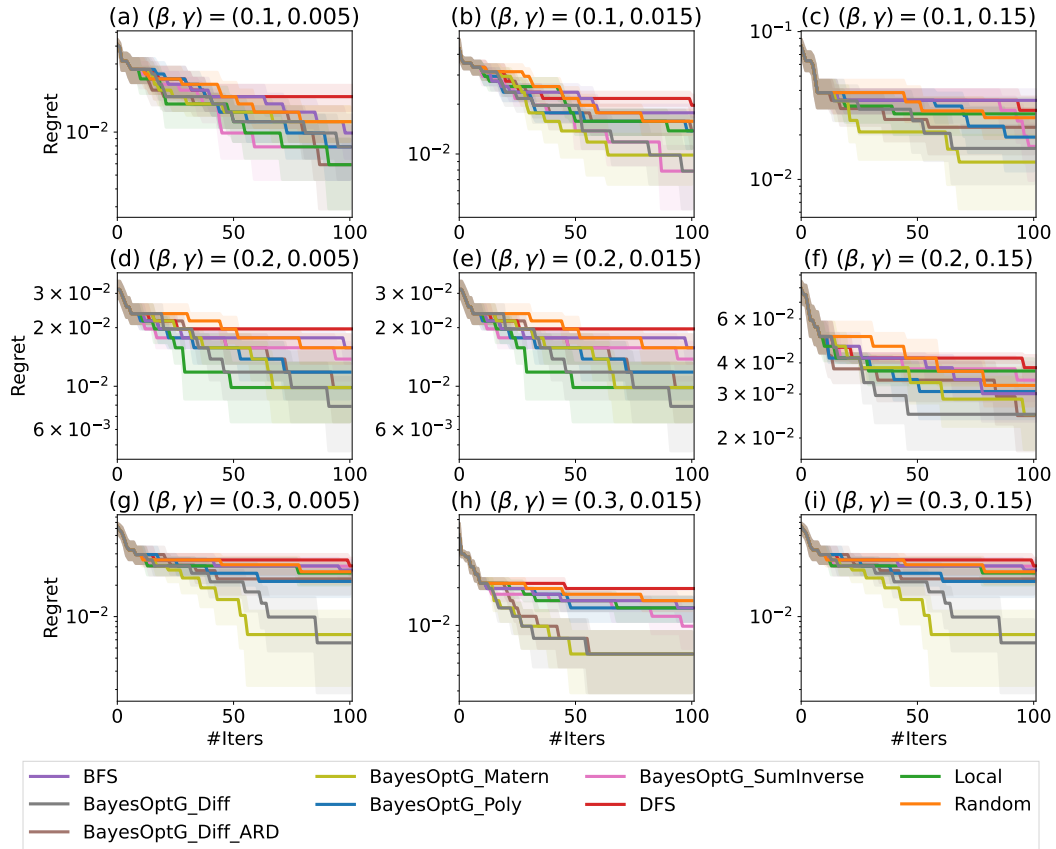 (a) (β, γ) = (0.1, 0.005)
(b) (β, γ) = (0.1, 0.015)
(c) (β, γ) = (0.1, 0.15)
Regret
10⁻²
0 50 100
10⁻²
0 50 100
10⁻¹
10⁻²
0 50 100
(d) (β, γ) = (0.2, 0.005)
(e) (β, γ) = (0.2, 0.015)
(f) (β, γ) = (0.2, 0.15)
Regret
3 × 10⁻²
2 × 10⁻²
10⁻²
6 × 10⁻³
0 50 100
3 × 10⁻²
2 × 10⁻²
10⁻²
6 × 10⁻³
0 50 100
6 × 10⁻²
4 × 10⁻²
3 × 10⁻²
2 × 10⁻²
0 50 100
(g) (β, γ) = (0.3, 0.005)
(h) (β, γ) = (0.3, 0.015)
(i) (β, γ) = (0.3, 0.15)
Regret
10⁻²
0 50 100
#Iters
10⁻²
0 50 100
#Iters
10⁻²
0 50 100
#Iters
BFS
BayesOptG_Diff
BayesOptG_Diff_ARD
BayesOptG_Matern
BayesOptG_Poly
BayesOptG_SumInverse
DFS
Local
Random